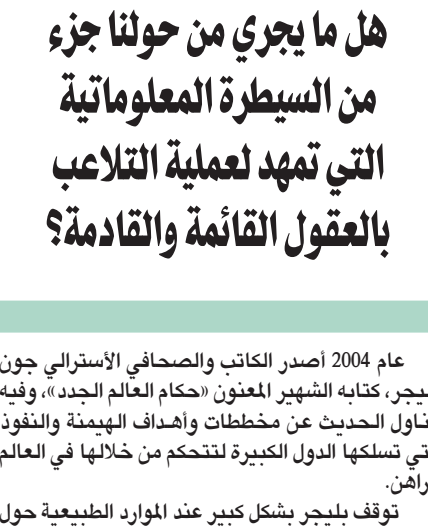 هل ما يجري من حولنا جزء
من السيطرة المعلوماتية
التي تمهد لعملية التلاعب
بالعقول القائمة والقادمة؟
عام 2004 أصدر الكاتب والصحافي الأسترالي جون
يجر، كتابه الشهير المعنون «حكام العالم الجدد»، وفيه
ناول الحديث عن مخططات وأهداف الهيمنة والنفوذ
تي تسلكها الدول الكبيرة لتتحكم من خلالها في العالم
راهن.
توقف بليجر بشكل كبير عند الموارد الطبيعية حول